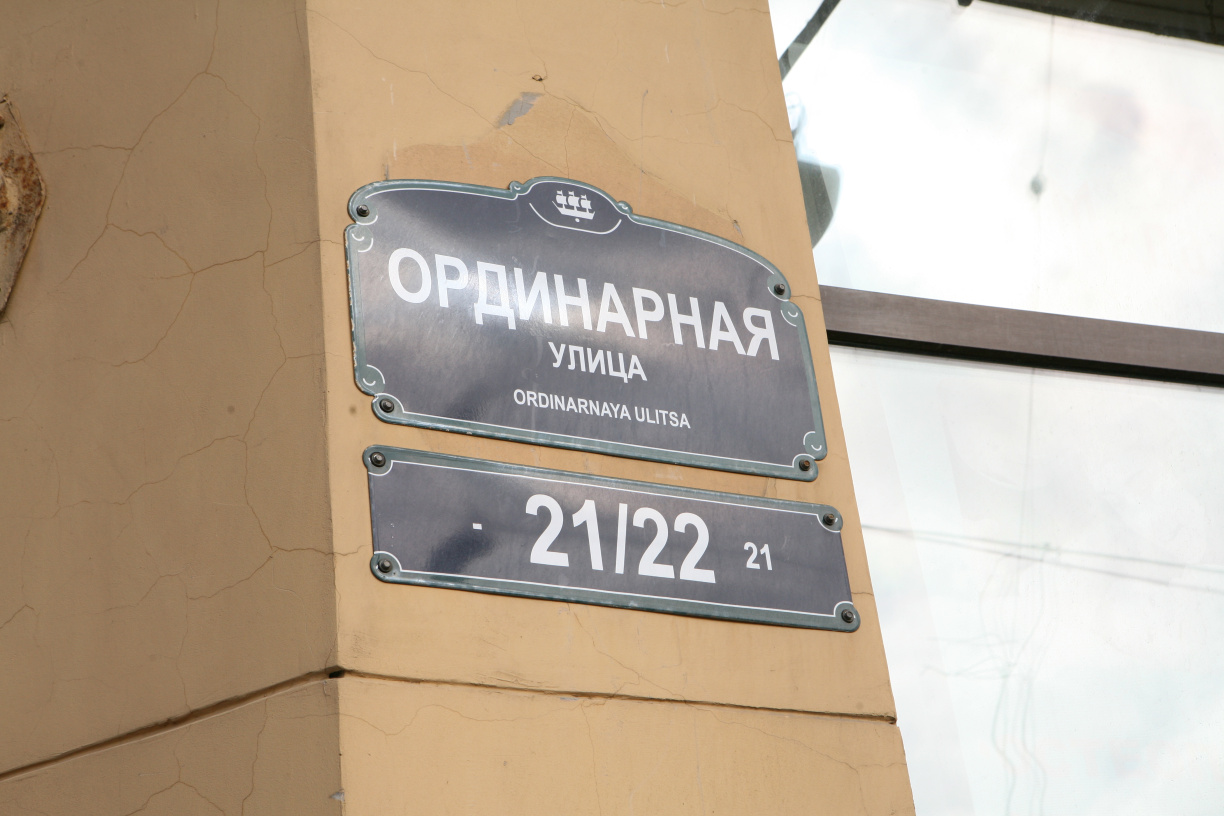 ОРДИНАРНАЯ
УЛИЦА
ORDINARNAYA ULITSA
- 21/22 21